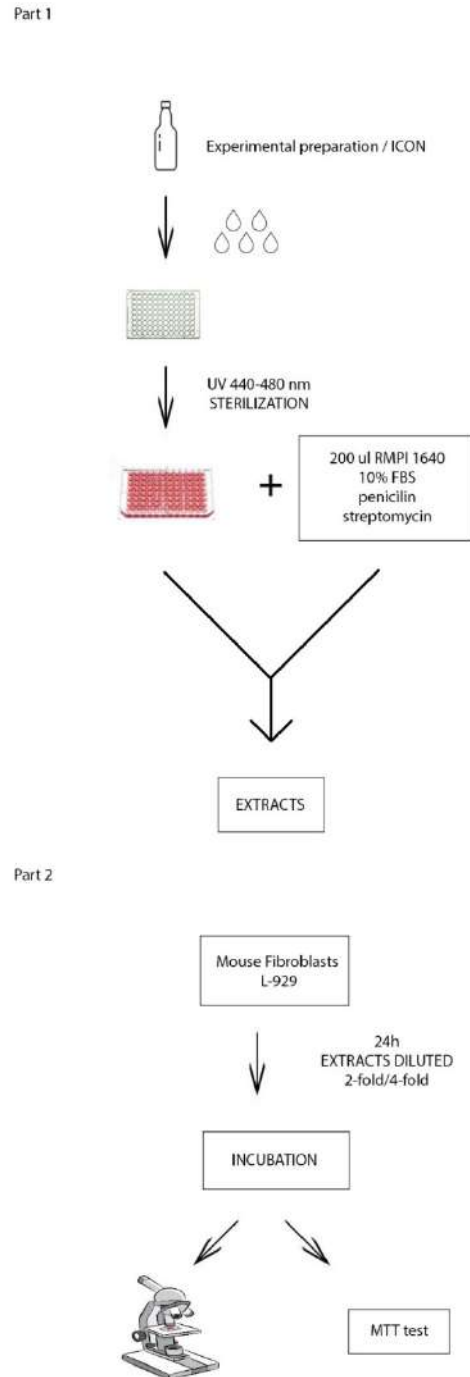 Part 1
Experimental preparation / ICON
UV 440-480 nm
STERILIZATION
+
200 ul RMPI 1640
10% FBS
penicilin
streptomycin
EXTRACTS
Part 2
Mouse Fibroblasts
L-929
24h
EXTRACTS DILUTED
2-fold/4-fold
INCUBATION
MTT test